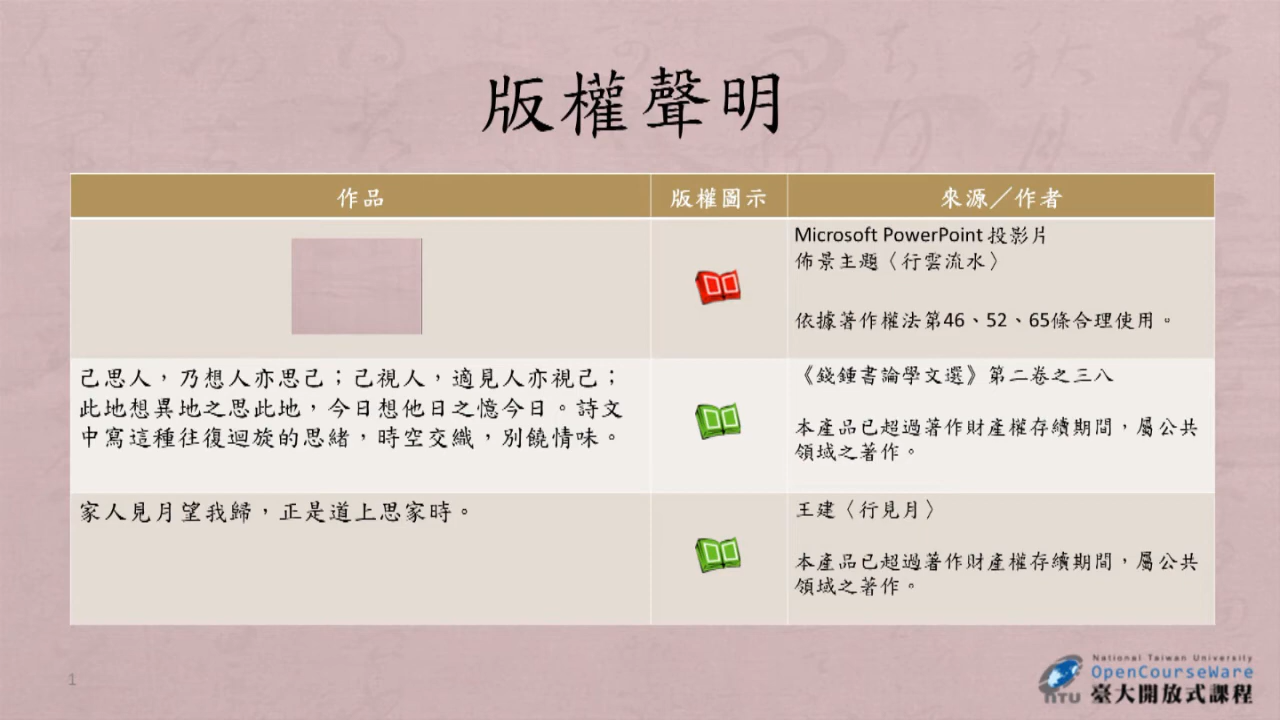 版權聲明
作品
版權圖示
來源／作者
Microsoft PowerPoint 投影片
佈景主題〈行雲流水〉
依據著作權法第46、52、65條合理使用。
己思人，乃想人亦思己；己視人，適見人亦視己；
此地想異地之思此地，今日想他日之憶今日。詩文
中寫這種往復迴旋的思緒，時空交織，別饒情味。
《錢鍾書論學文選》第二卷之三八
本產品已超過著作財產權存續期間，屬公共
領域之著作。
家人見月望我歸，正是道上思家時。
王建〈行見月〉
本產品已超過著作財產權存續期間，屬公共
領域之著作。
1
National Taiwan University
OpenCourseWare
NTU 臺大開放式課程